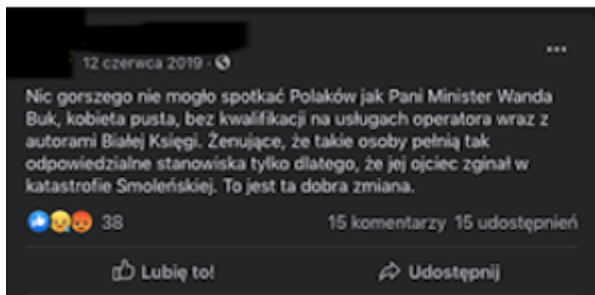 12 czerwca 2019 ·
Nic gorszego nie mogło spotkać Polaków jak Pani Minister Wanda
Buk, kobieta pusta, bez kwalifikacji na usługach operatora wraz z
autorami Białej Księgi. Żenujące, że takie osoby pełnią tak
odpowiedzialne stanowiska tylko dlatego, że jej ojciec zginął w
katastrofie Smoleńskiej. To jest ta dobra zmiana.
38 15 komentarzy 15 udostępnień
Lubię to! Udostępnij